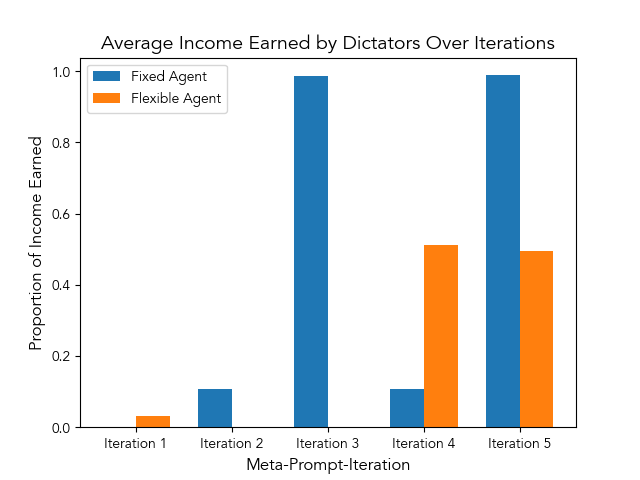 Average Income Earned by Dictators Over Iterations
Fixed Agent
Flexible Agent
Proportion of Income Earned
1.0
0.8
0.6
0.4
0.2
0.0
Iteration 1 Iteration 2 Iteration 3 Iteration 4 Iteration 5
Meta-Prompt-Iteration